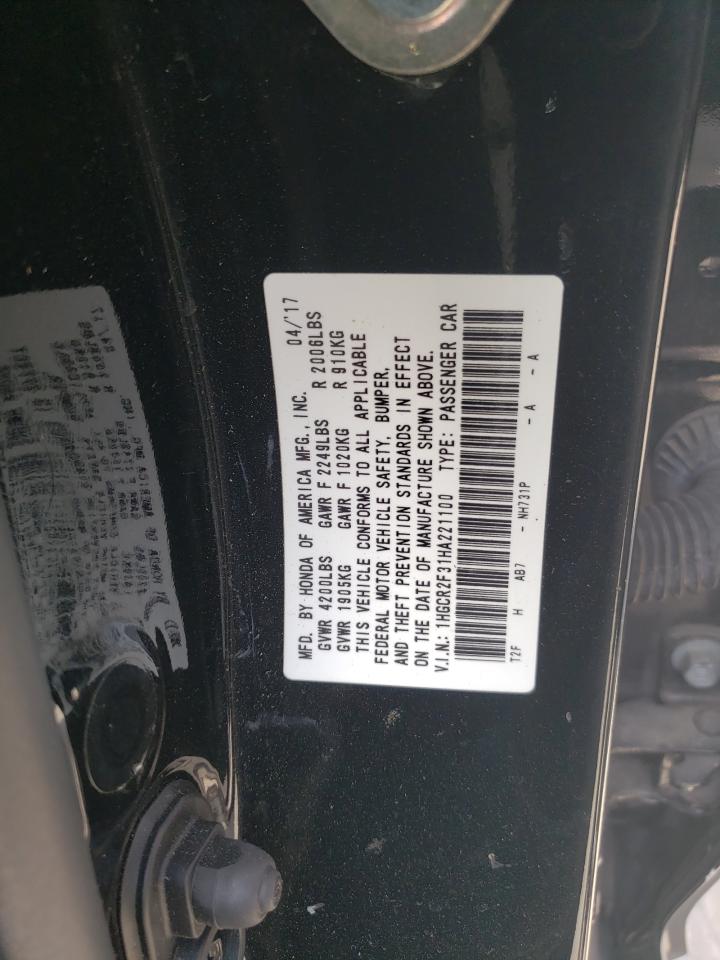 MFD. BY HONDA OF AMERICA MFG., INC. 04/'17
GVWR 4200LBS GAWR F 2249LBS R 2006LBS
GVWR 1905KG GAWR F 1020KG R 910KG
THIS VEHICLE CONFORMS TO ALL APPLICABLE
FEDERAL MOTOR VEHICLE SAFETY, BUMPER,
AND THEFT PREVENTION STANDARDS IN EFFECT
ON THE DATE OF MANUFACTURE SHOWN ABOVE.
V.I.N.: 1HGCR2F31HA221100 TYPE: PASSENGER CAR
T2F H AB7 - NH731P - A - A